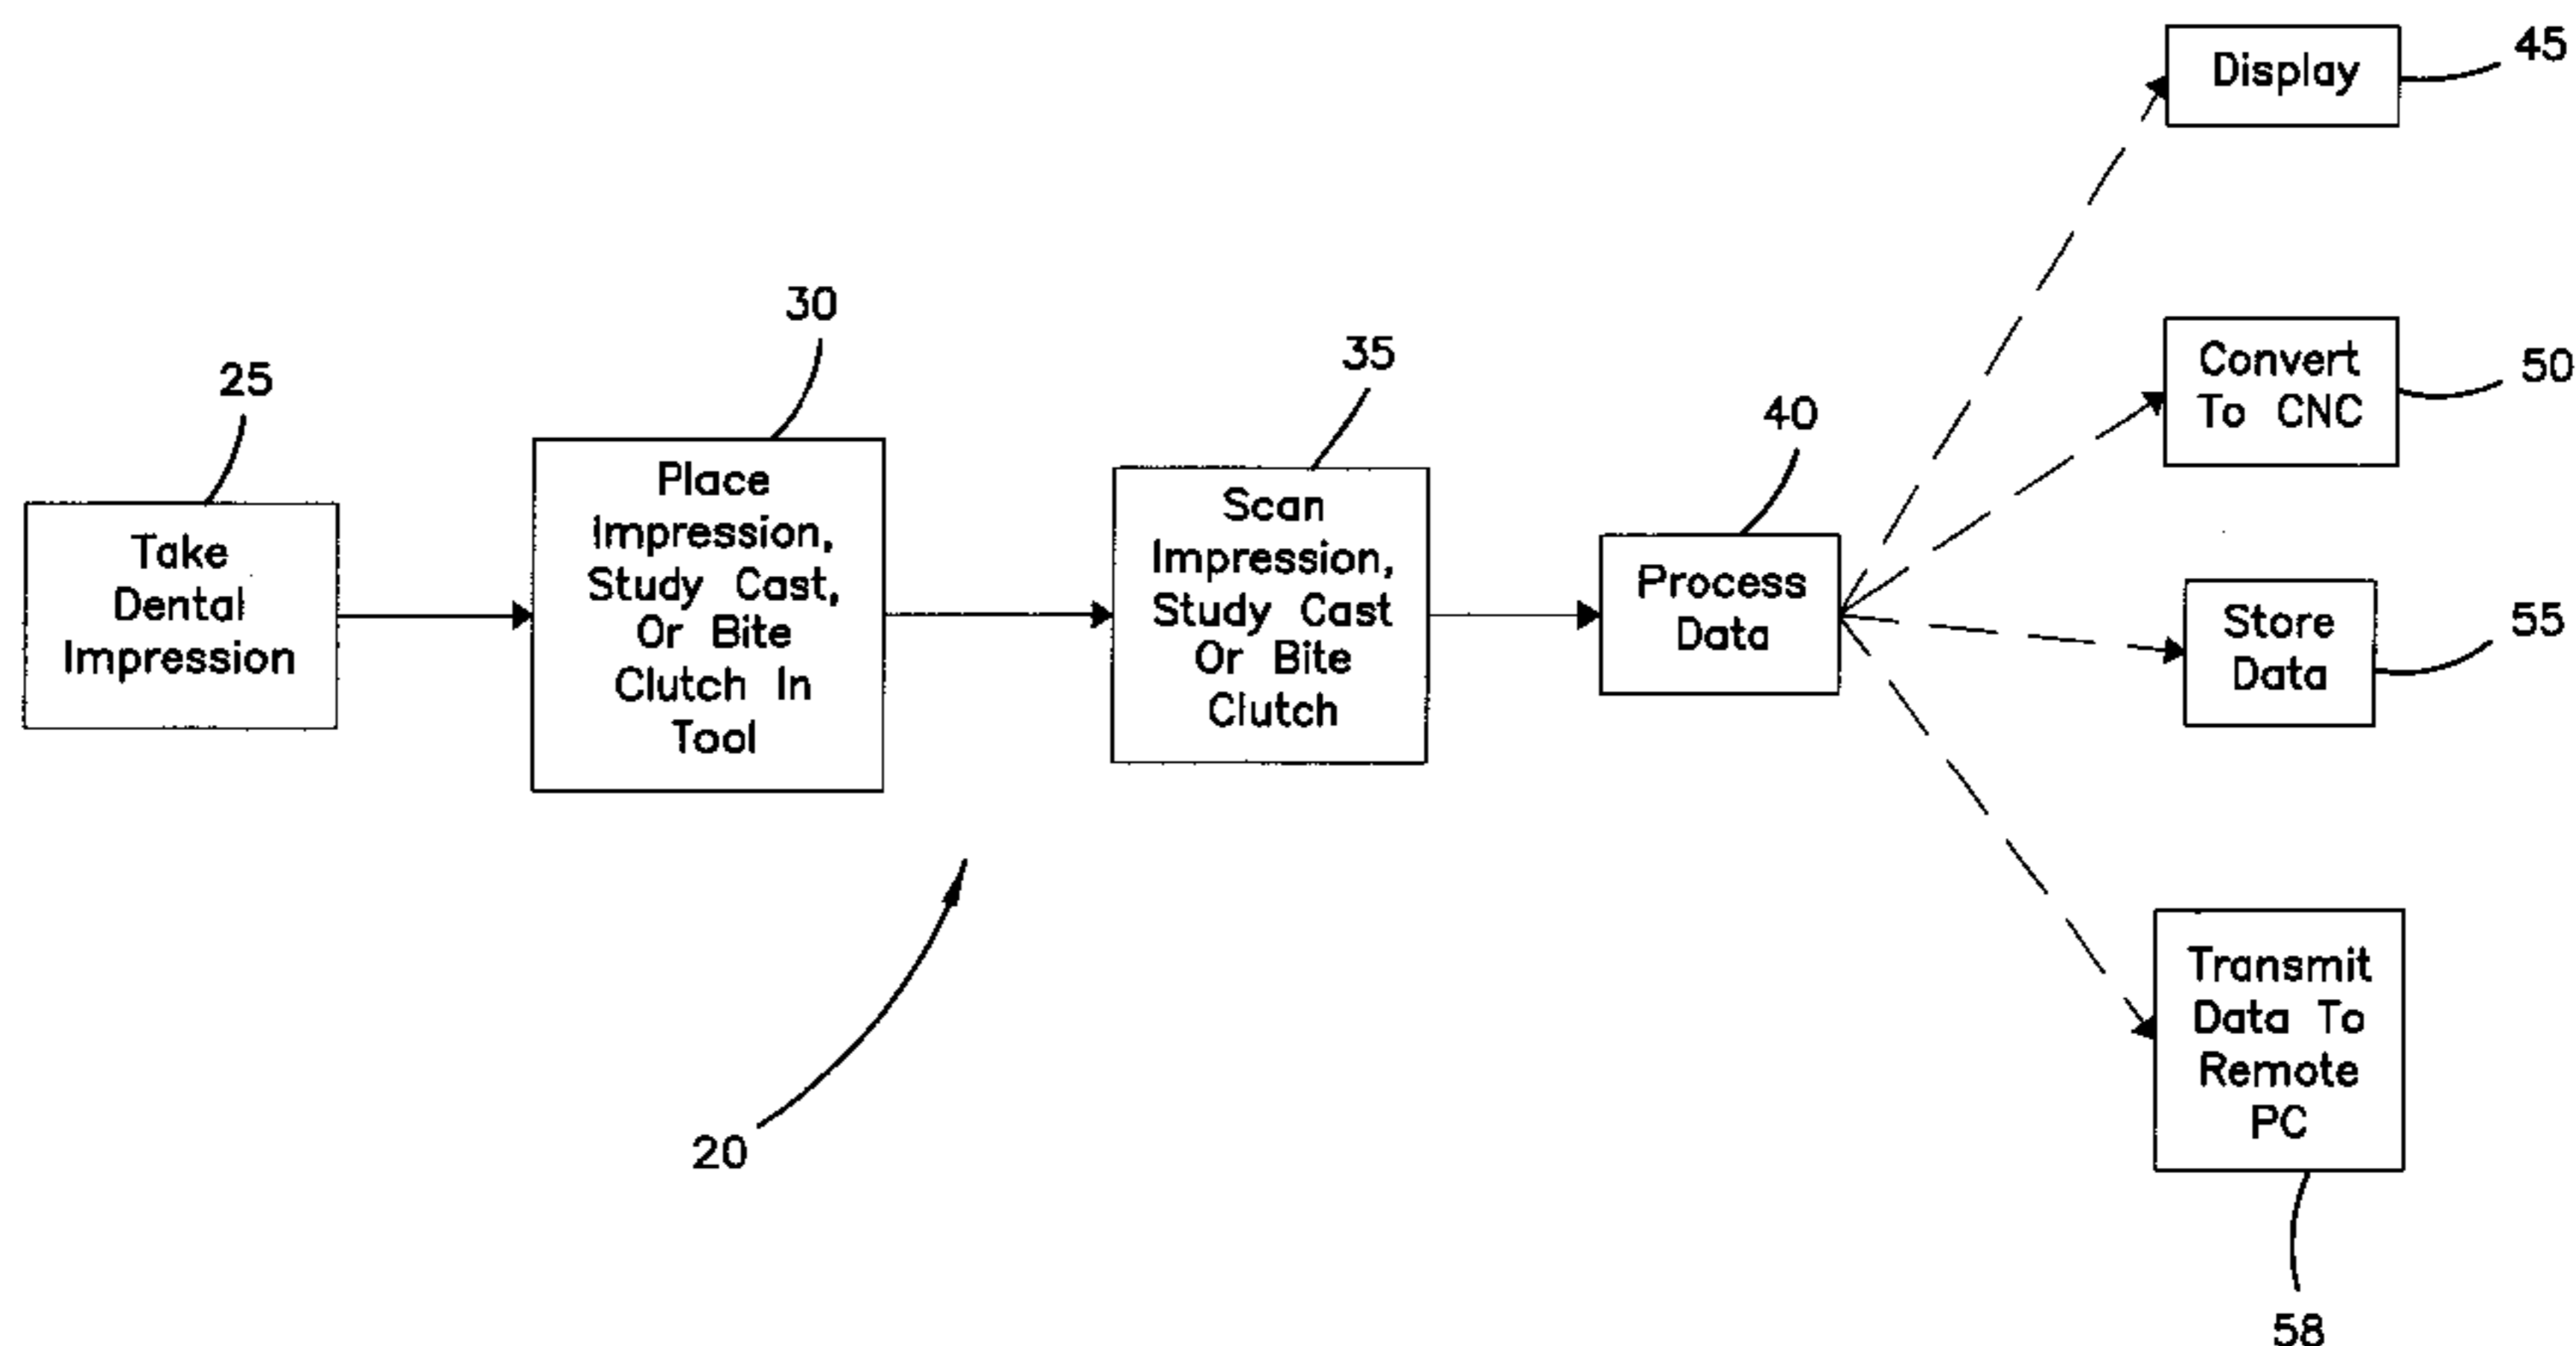 25
Take
Dental
Impression
30
Place
Impression,
Study Cast,
Or Bite
Clutch In
Tool
35
Scan
Impression,
Study Cast
Or Bite
Clutch
40
Process
Data
45
Display
50
Convert
To CNC
55
Store
Data
Transmit
Data To
Remote
PC
58
20